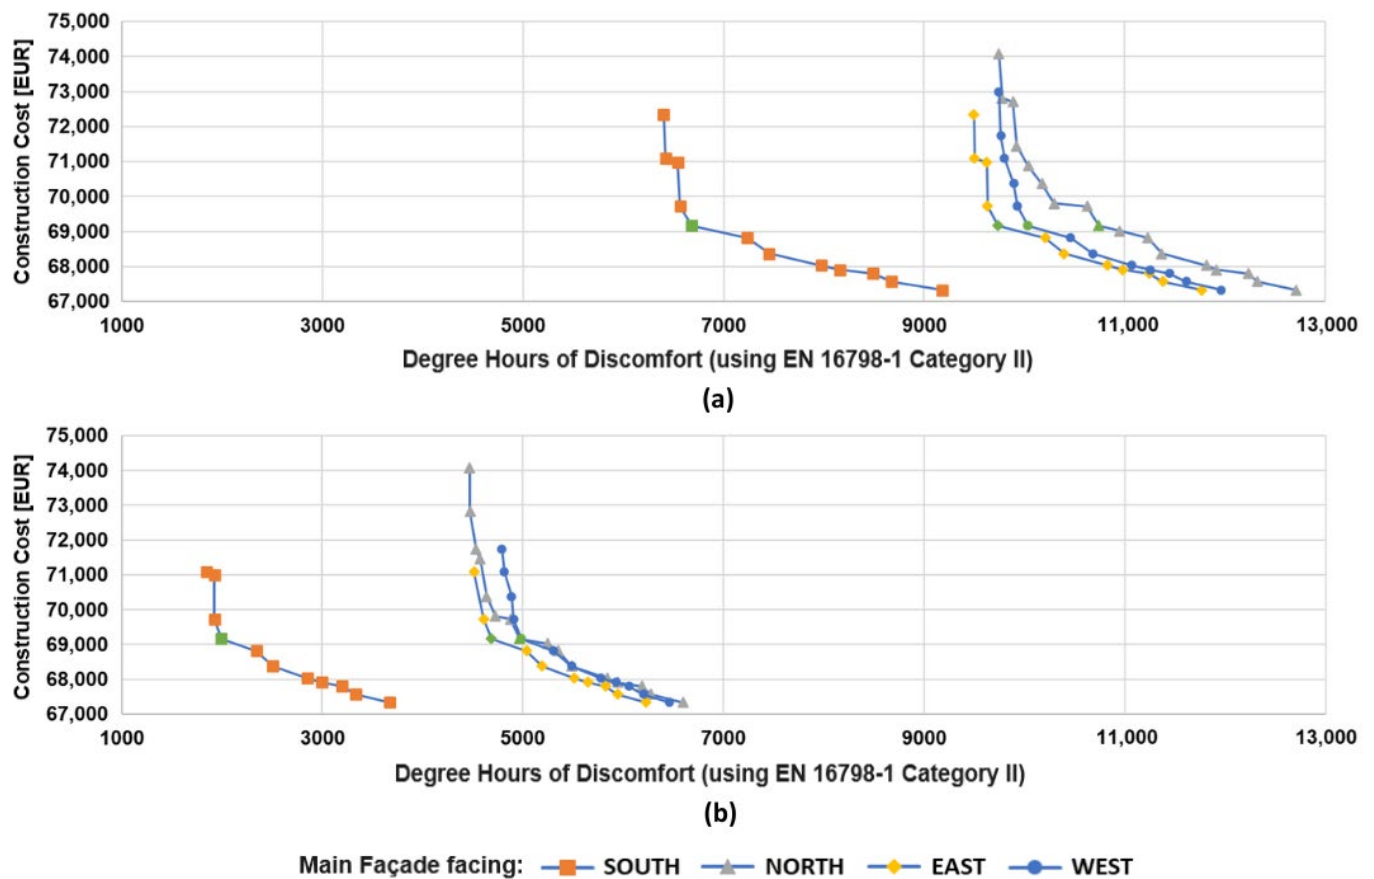 75,000
74,000
73,000
72,000
71,000
70,000
69,000
68,000
67,000
Construction Cost [EUR]
1000 3000 5000 7000 9000 11,000 13,000
Degree Hours of Discomfort (using EN 16798-1 Category II)
(a)
75,000
74,000
73,000
72,000
71,000
70,000
69,000
68,000
67,000
Construction Cost [EUR]
1000 3000 5000 7000 9000 11,000 13,000
Degree Hours of Discomfort (using EN 16798-1 Category II)
(b)
Main Façade facing: SOUTH NORTH EAST WEST